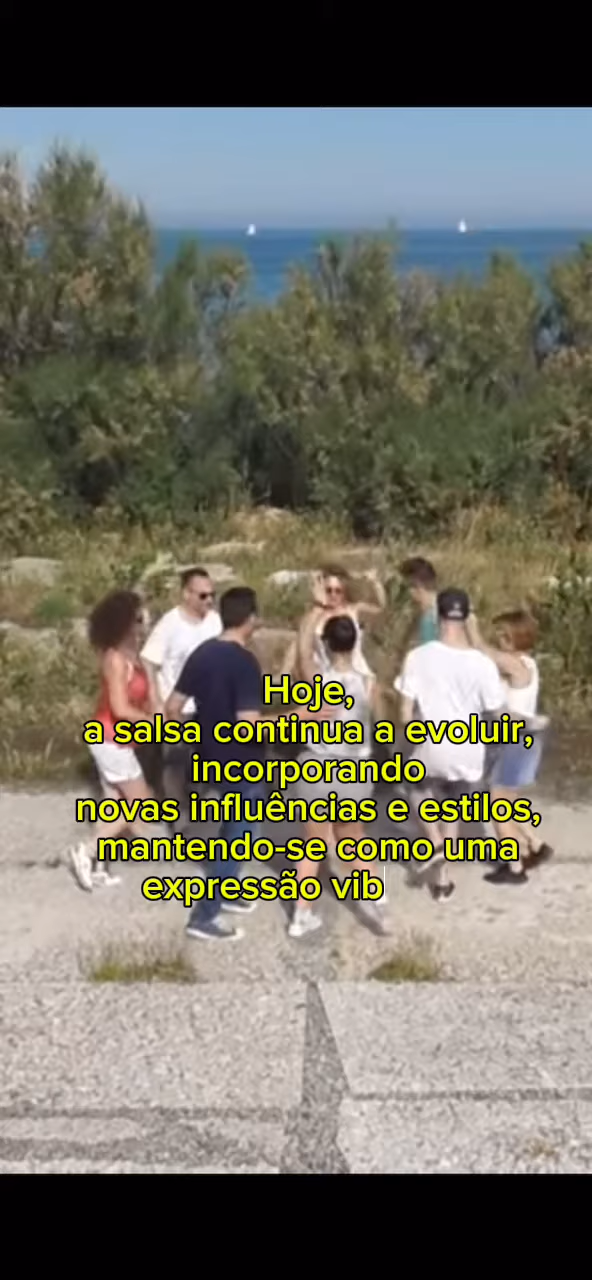 Hoje,
a salsa continua a evoluir,
incorporando
novas influências e estilos,
mantendo-se como uma
expressão vib